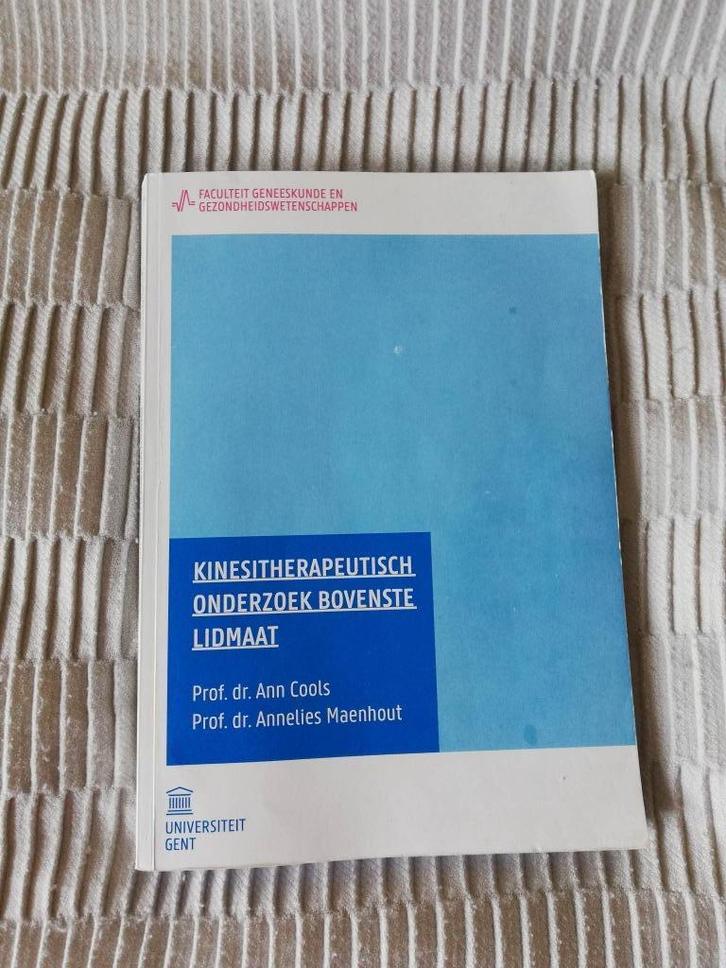 FACULTEIT GENEESKUNDE EN
GEZONDHEIDSWETENSCHAPPEN
KINESITHERAPEUTISCH
ONDERZOEK BOVENSTE
LIDMAAT
Prof. dr. Ann Cools
Prof. dr. Annelies Maenhout
UNIVERSITEIT
GENT